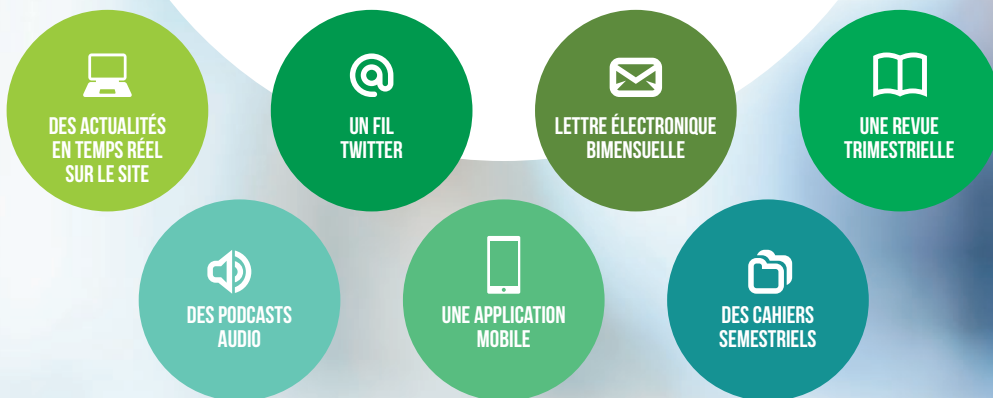 DES ACTUALITÉS
EN TEMPS RÉEL
SUR LE SITE
UN FIL
TWITTER
LETTRE ÉLECTRONIQUE
BIMENSUELLE
UNE REVUE
TRIMESTRIELLE
DES PODCASTS
AUDIO
UNE APPLICATION
MOBILE
DES CAHIERS
SEMESTRIELS